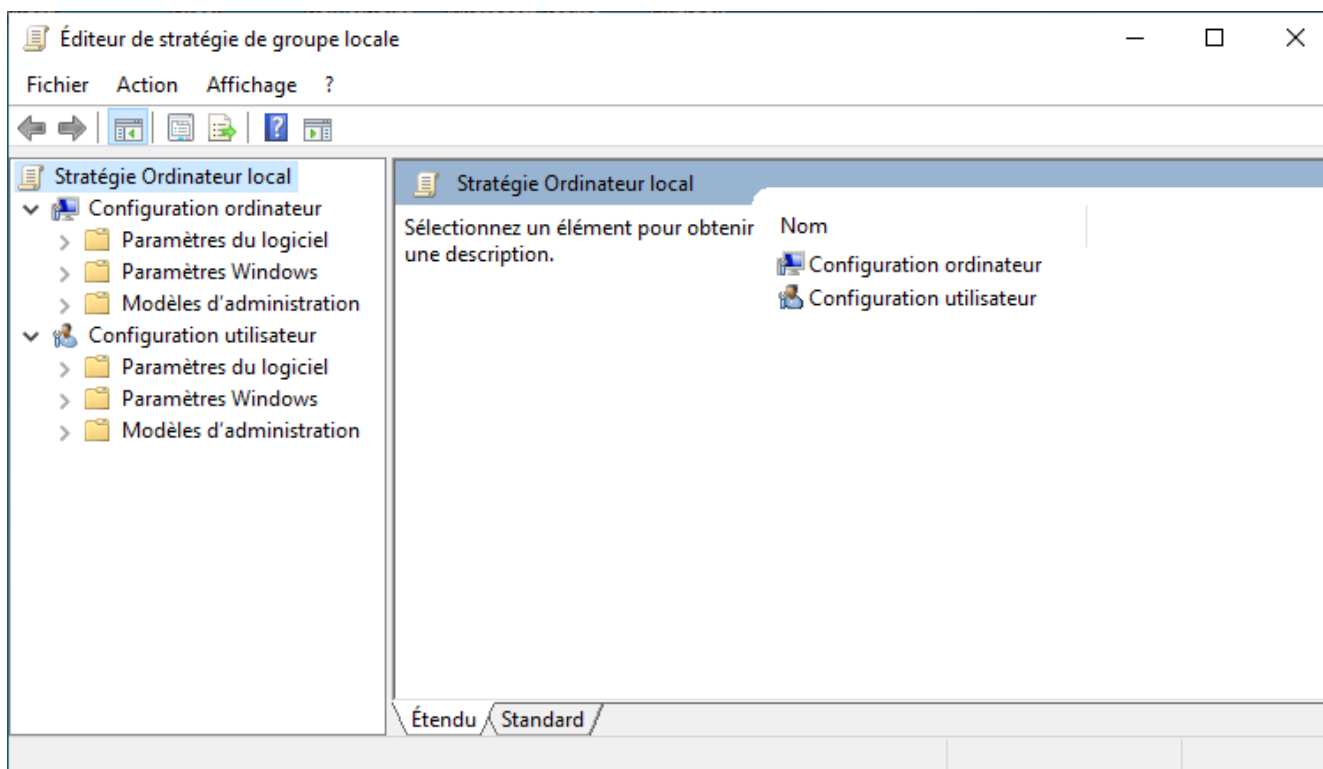 Éditeur de stratégie de groupe locale
Fichier Action Affichage ?
Stratégie Ordinateur local
Configuration ordinateur
Paramètres du logiciel
Paramètres Windows
Modèles d'administration
Configuration utilisateur
Paramètres du logiciel
Paramètres Windows
Modèles d'administration
Stratégie Ordinateur local
Sélectionnez un élément pour obtenir
une description.
Nom
Configuration ordinateur
Configuration utilisateur
Étendu Standard